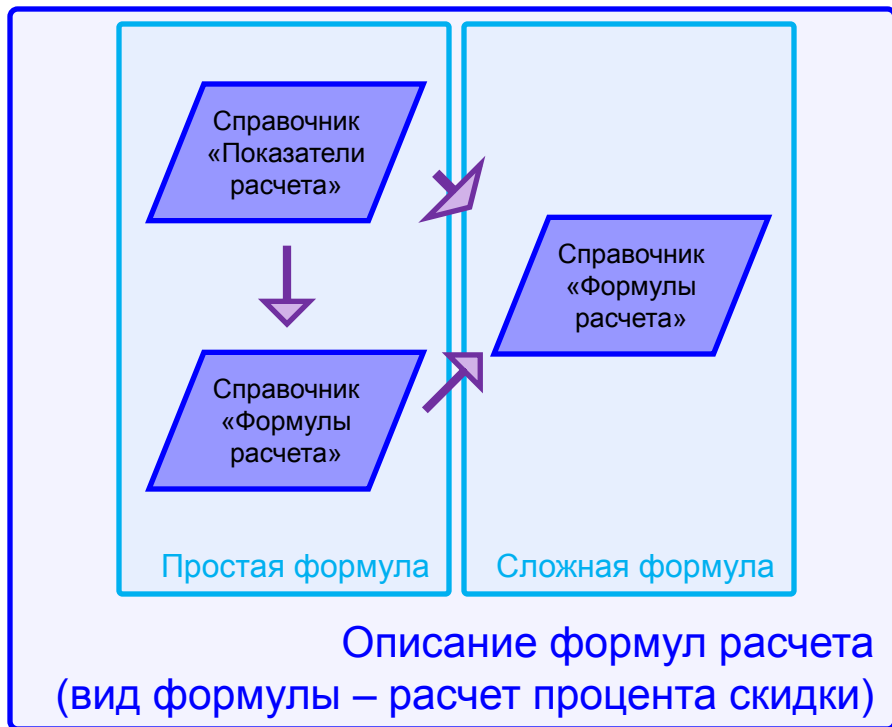 Справочник
«Показатели
расчета»
Справочник
«Формулы
расчета»
Простая формула
Справочник
«Формулы
расчета»
Сложная формула
Описание формул расчета
(вид формулы – расчет процента скидки)